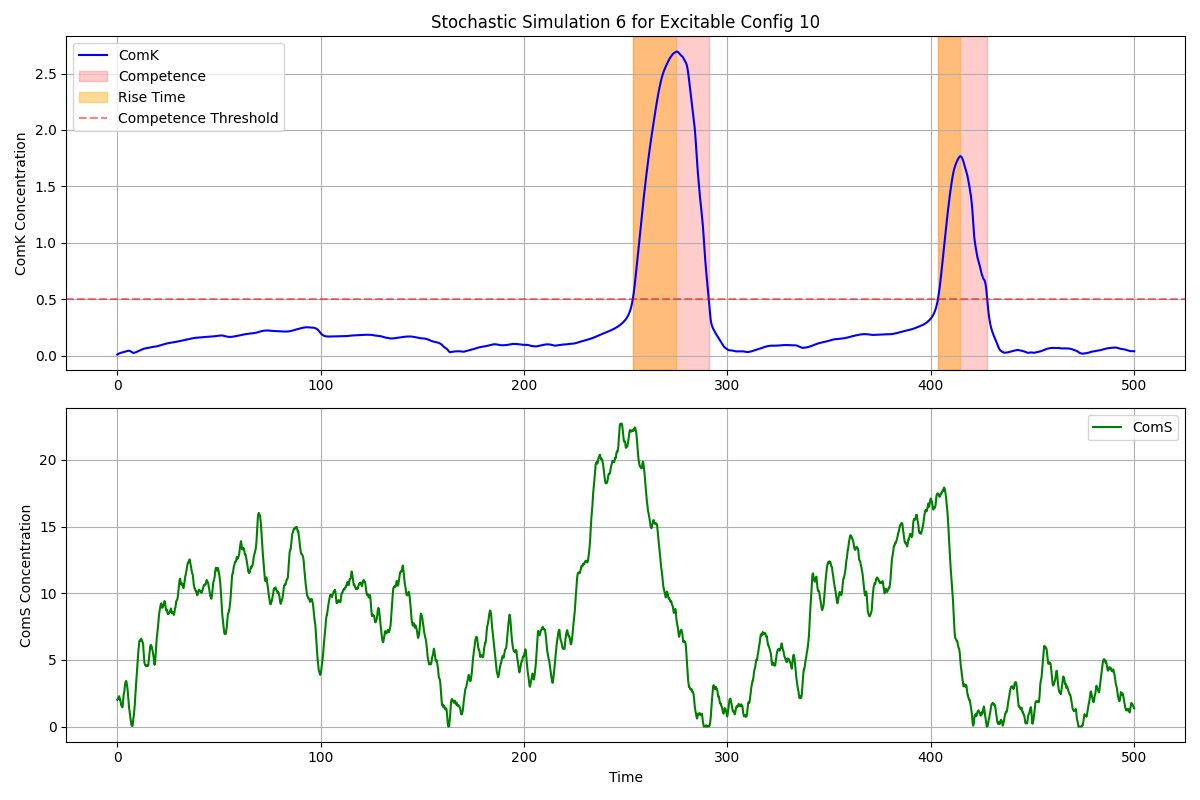 Stochastic Simulation 6 for Excitable Config 10
ComK Concentration
2.5
2.0
1.5
1.0
0.5
0.0
ComK
Competence
Rise Time
Competence Threshold
0 100 200 300 400 500
ComS Concentration
20
15
10
5
0
ComS
0 100 200 300 400 500
Time